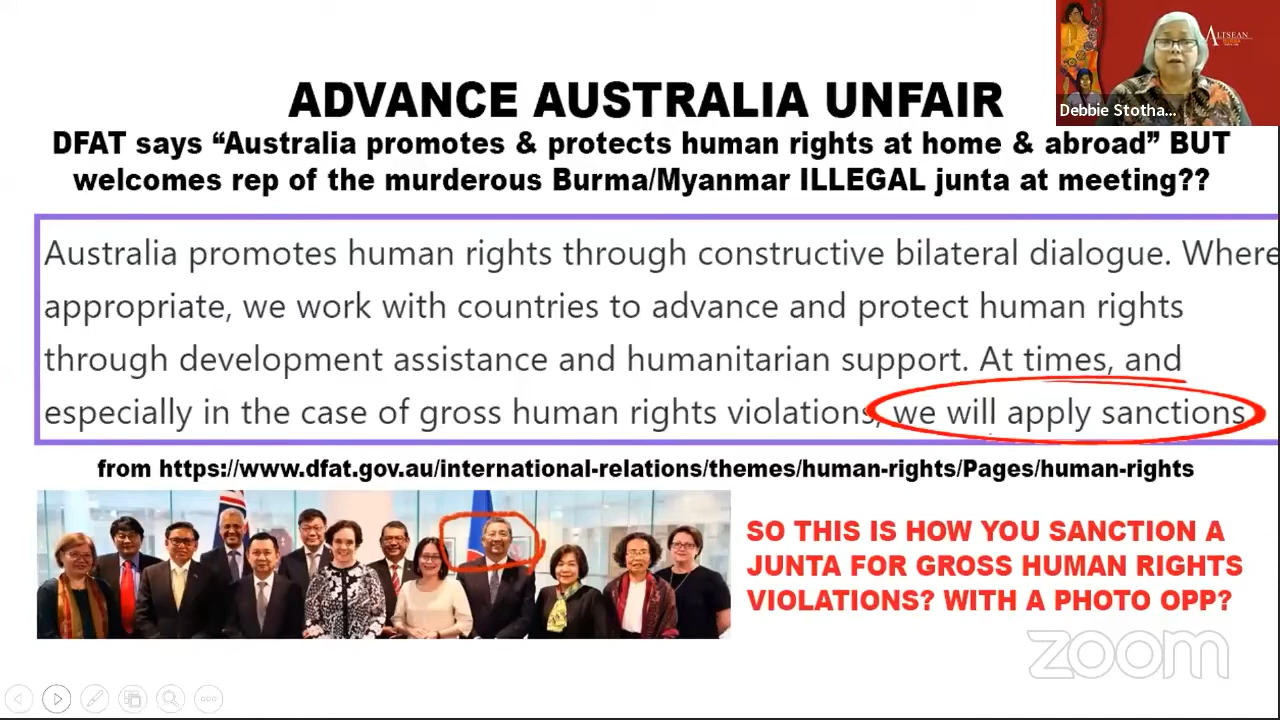 ALTSEAN
Debbie Stotha...
ADVANCE AUSTRALIA UNFAIR
DFAT says “Australia promotes & protects human rights at home & abroad” BUT
welcomes rep of the murderous Burma/Myanmar ILLEGAL junta at meeting??
Australia promotes human rights through constructive bilateral dialogue. Where
appropriate, we work with countries to advance and protect human rights
through development assistance and humanitarian support. At times, and
especially in the case of gross human rights violations, we will apply sanctions
from https://www.dfat.gov.au/international-relations/themes/human-rights/Pages/human-rights
SO THIS IS HOW YOU SANCTION A
JUNTA FOR GROSS HUMAN RIGHTS
VIOLATIONS? WITH A PHOTO OPP?
zoom